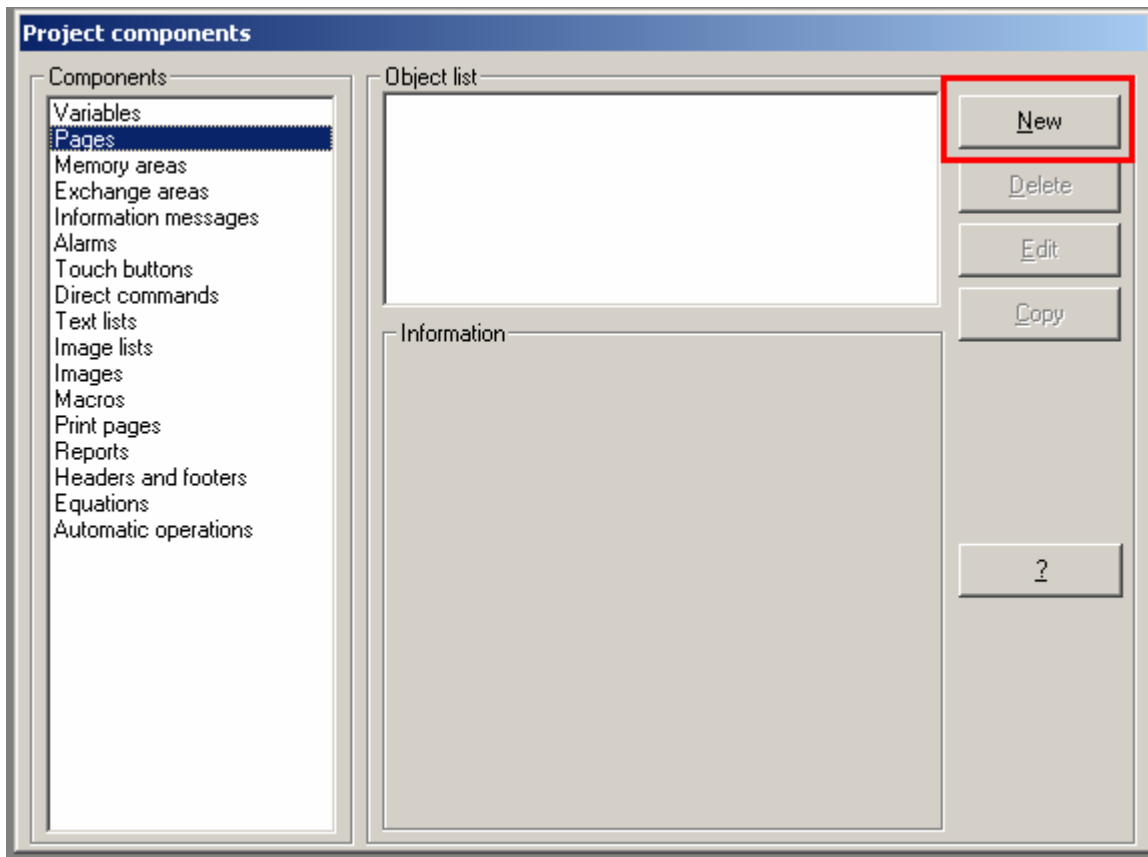 Project components
Components
Variables
Pages
Memory areas
Exchange areas
Information messages
Alarms
Touch buttons
Direct commands
Text lists
Image lists
Images
Macros
Print pages
Reports
Headers and footers
Equations
Automatic operations
Object list
Information
New
Delete
Edit
Copy
?